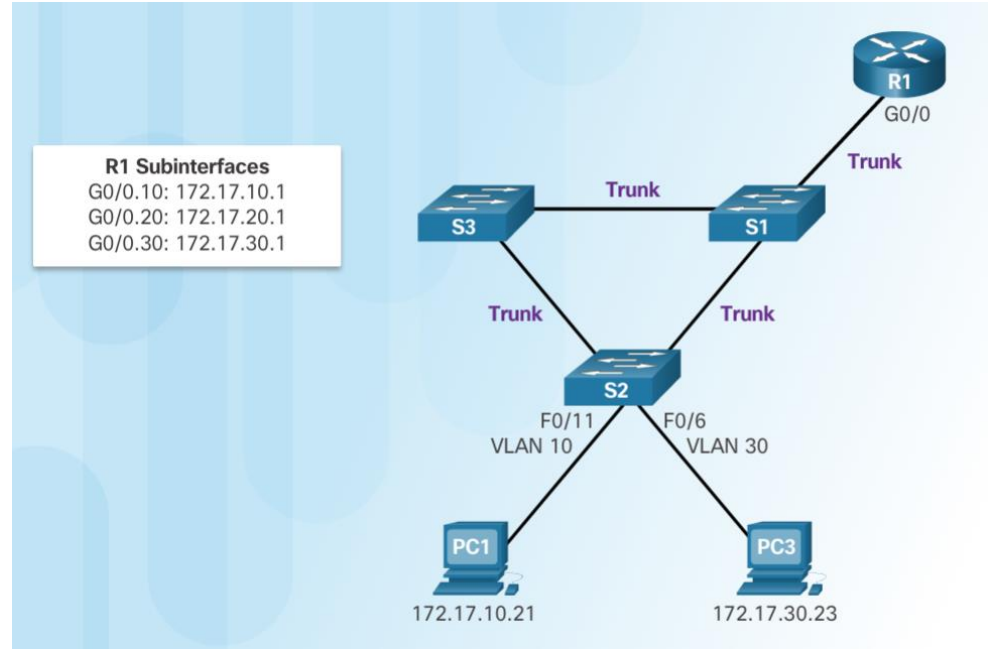 R1
G0/0
Trunk
R1 Subinterfaces
G0/0.10: 172.17.10.1
G0/0.20: 172.17.20.1
G0/0.30: 172.17.30.1
Trunk
S3
S1
Trunk
Trunk
S2
F0/11
F0/6
VLAN 10
VLAN 30
PC1
PC3
172.17.10.21
172.17.30.23